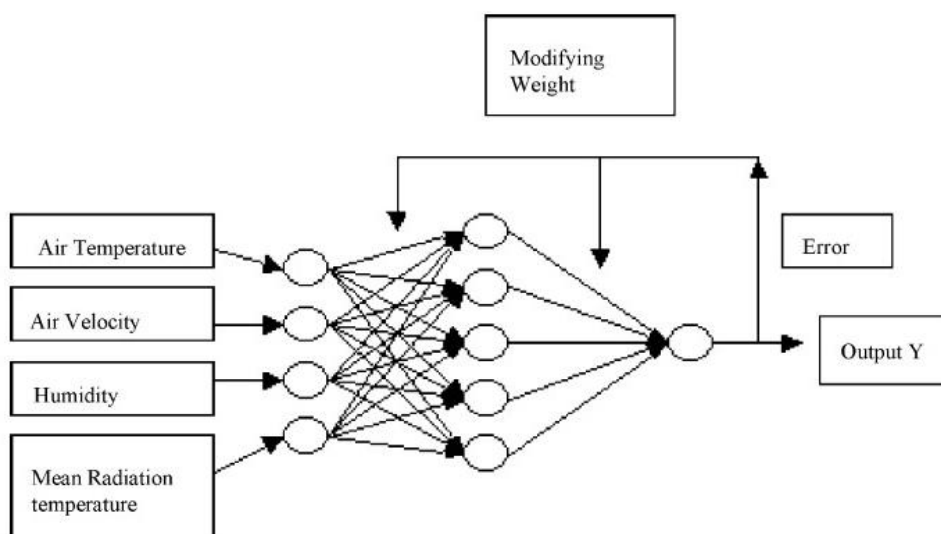 Modifying
Weight
Air Temperature
Error
Air Velocity
Output Y
Humidity
Mean Radiation
temperature